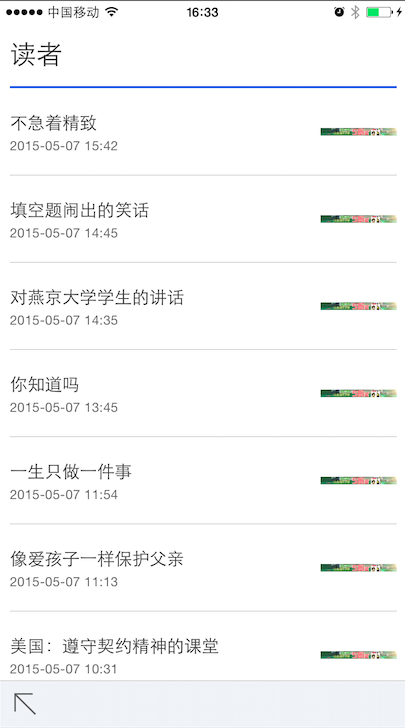 中国移动 16:33
读者
不急着精致
2015-05-07 15:42
填空题闹出的笑话
2015-05-07 14:45
对燕京大学学生的讲话
2015-05-07 14:35
你知道吗
2015-05-07 13:45
一生只做一件事
2015-05-07 11:54
像爱孩子一样保护父亲
2015-05-07 11:13
美国：遵守契约精神的课堂
2015-05-07 10:31